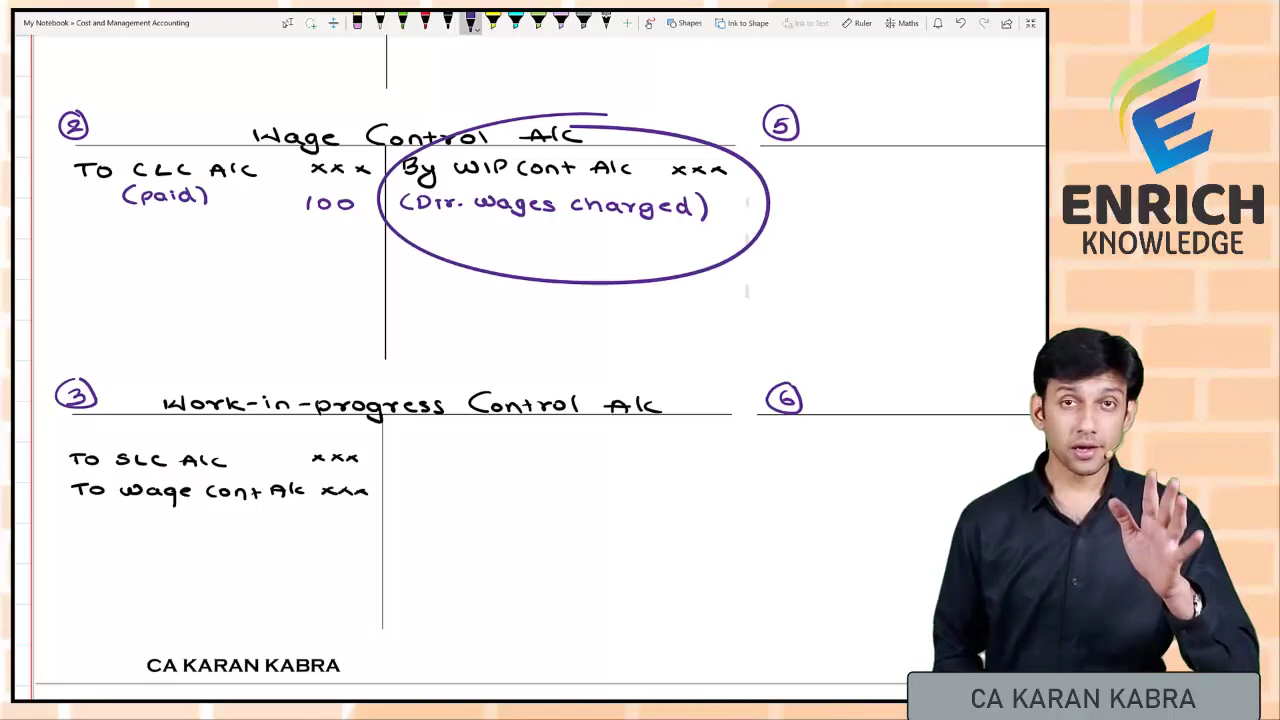 My Notebook » Cost and Management Accounting
Shapes
Ink to Shape
Ink to Text
Ruler
Maths
2
Wage Control A/C
To CLC A/C xxx
(paid) 100
By WIP Cont A/C xxx
(Dir. wages charged)
5
3
Work-in-progress Control A/C
To SLC A/C xxx
To Wage Cont A/C xxx
6
CA KARAN KABRA
ENRICH
KNOWLEDGE
CA KARAN KABRA